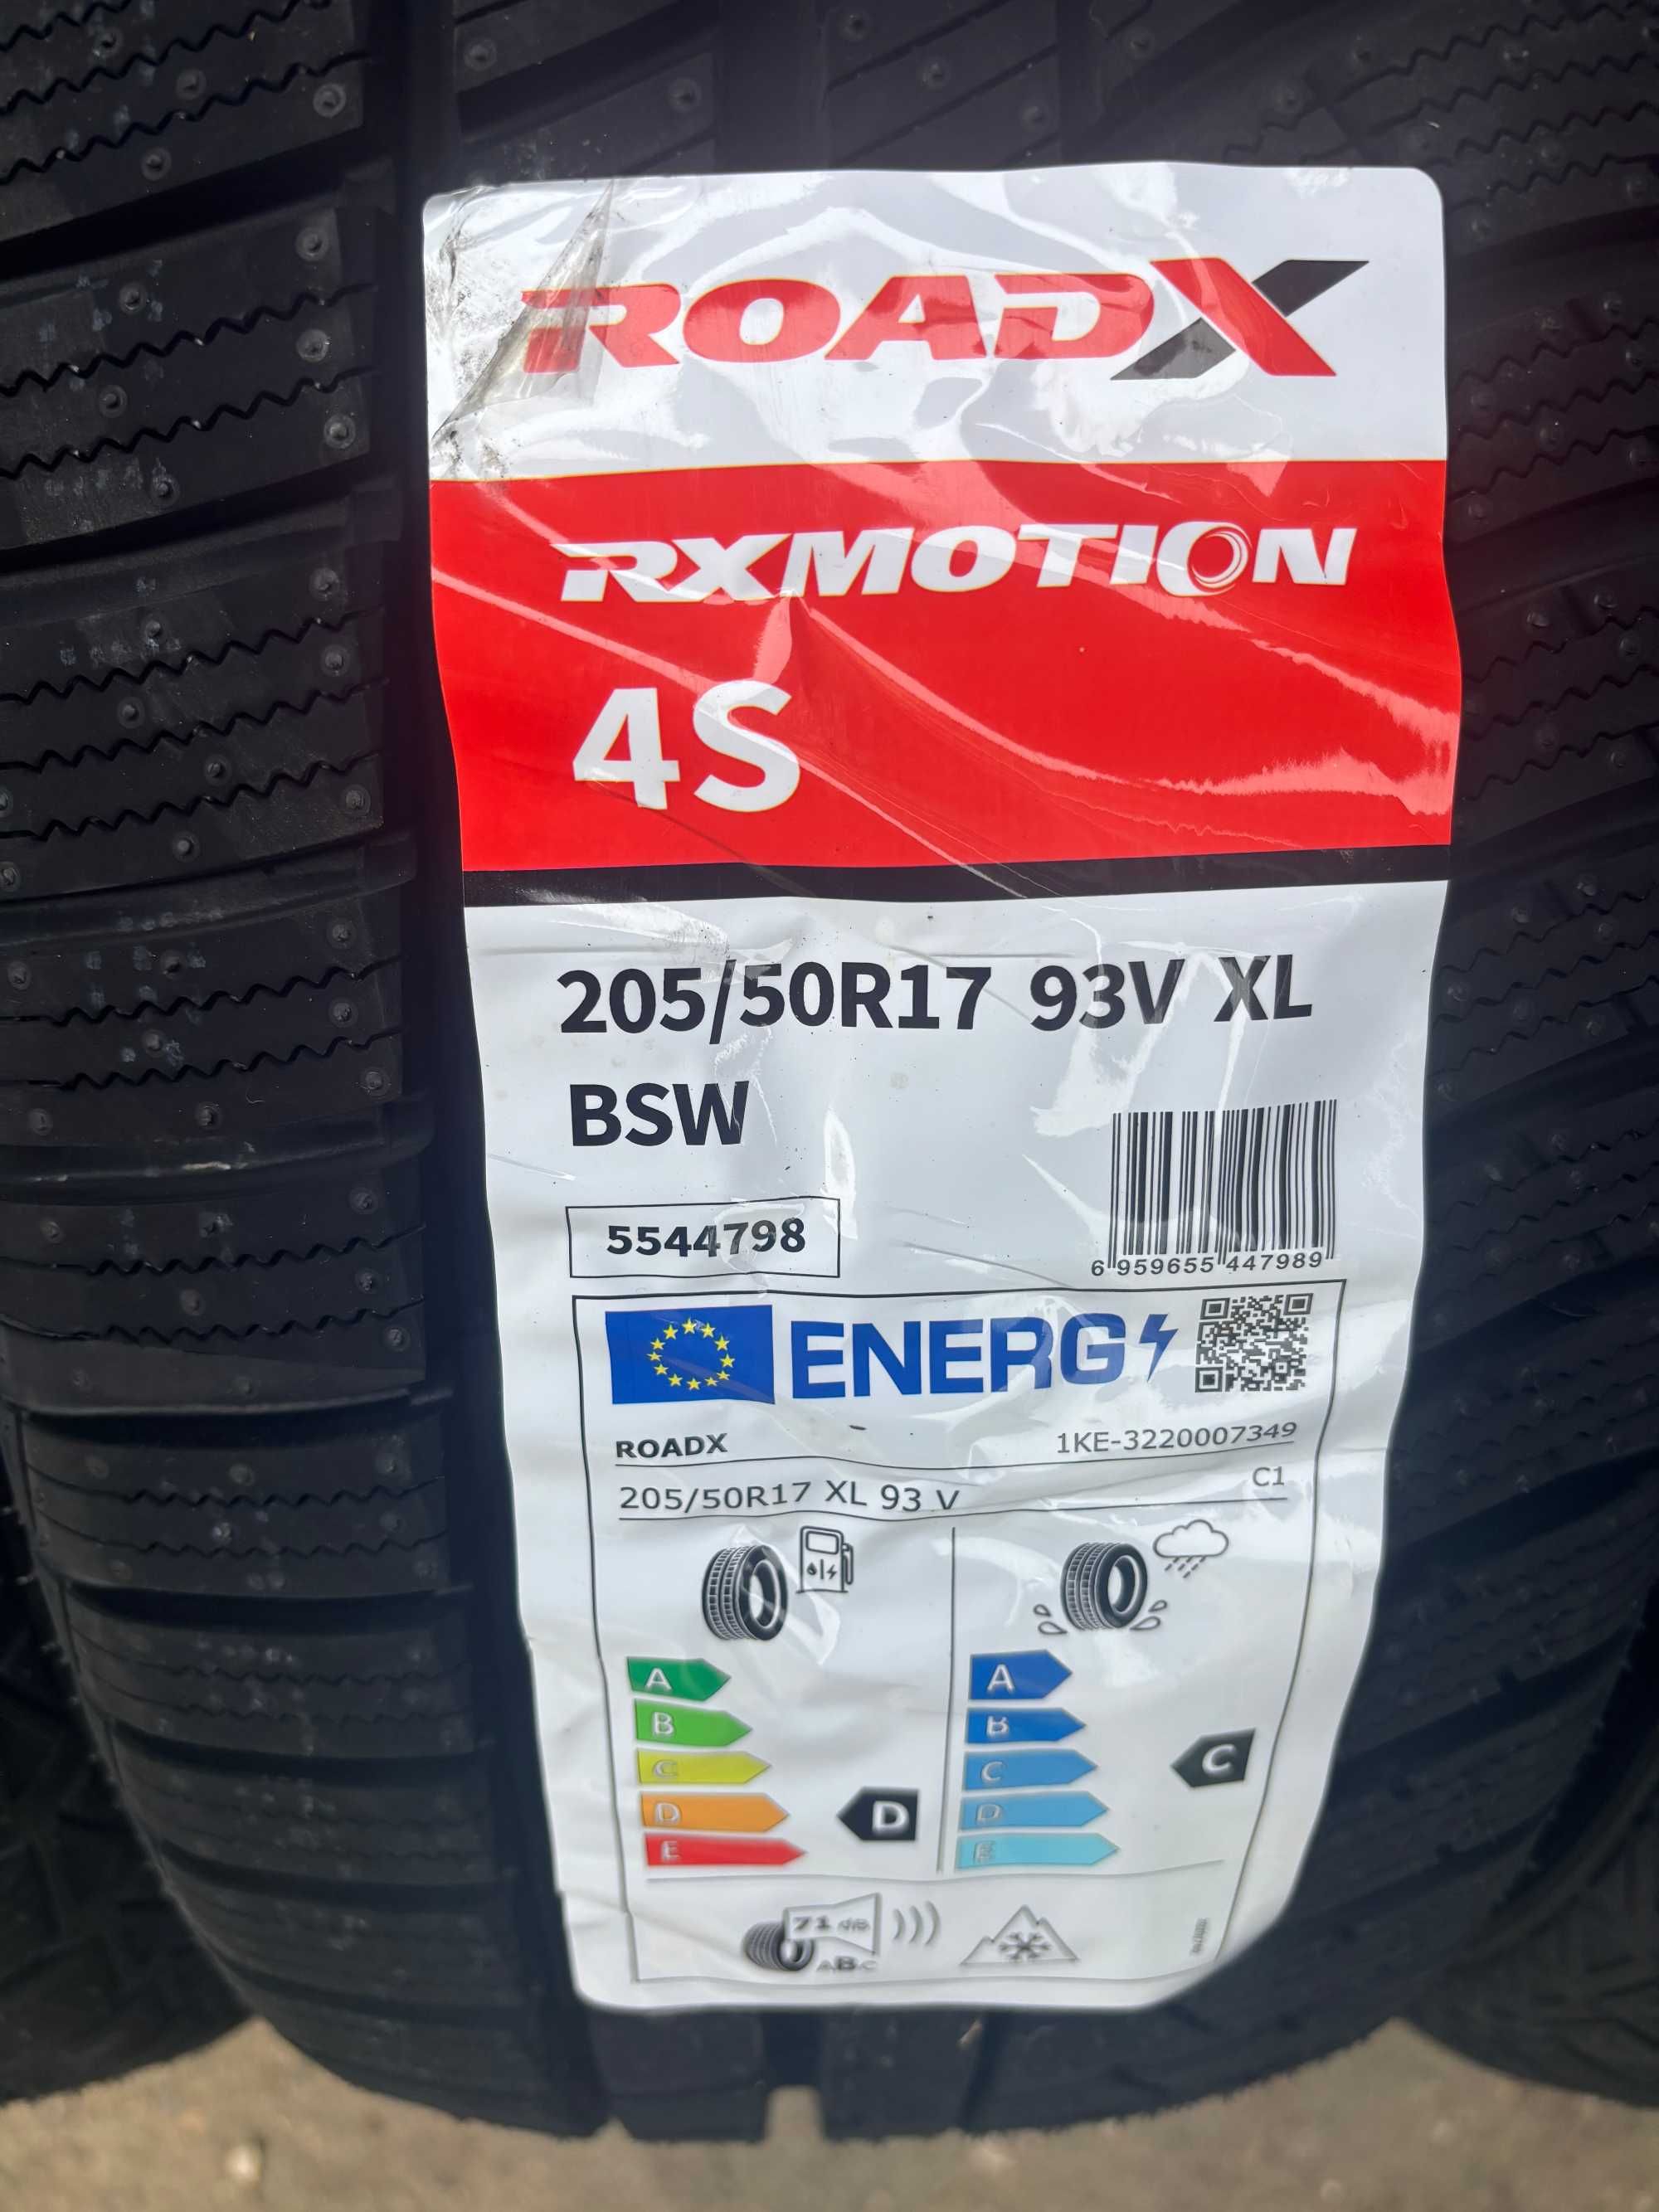 ROADX
RXMOTION
4S
205/50R17 93V XL
BSW
5544798
6 959655 447989
ENERG
ROADX 1KE-3220007349
205/50R17 XL 93 V C1
A A
B B
C C C
D D D
E E
71 dB
ABC